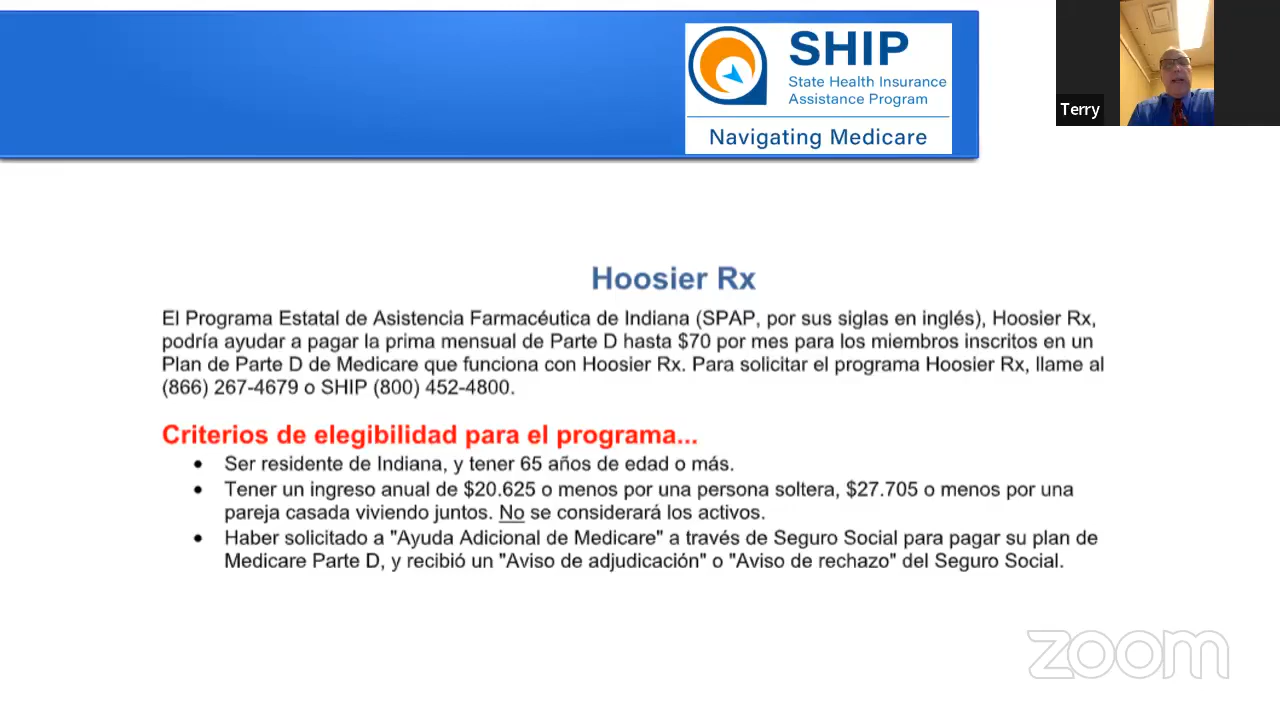 SHIP
State Health Insurance
Assistance Program
Navigating Medicare
Terry
Hoosier Rx
El Programa Estatal de Asistencia Farmacéutica de Indiana (SPAP, por sus siglas en inglés), Hoosier Rx,
podría ayudar a pagar la prima mensual de Parte D hasta $70 por mes para los miembros inscritos en un
Plan de Parte D de Medicare que funciona con Hoosier Rx. Para solicitar el programa Hoosier Rx, llame al
(866) 267-4679 o SHIP (800) 452-4800.
Criterios de elegibilidad para el programa...
• Ser residente de Indiana, y tener 65 años de edad o más.
• Tener un ingreso anual de $20.625 o menos por una persona soltera, $27.705 o menos por una
pareja casada viviendo juntos. No se considerará los activos.
• Haber solicitado a "Ayuda Adicional de Medicare" a través de Seguro Social para pagar su plan de
Medicare Parte D, y recibió un "Aviso de adjudicación" o "Aviso de rechazo" del Seguro Social.
zoom